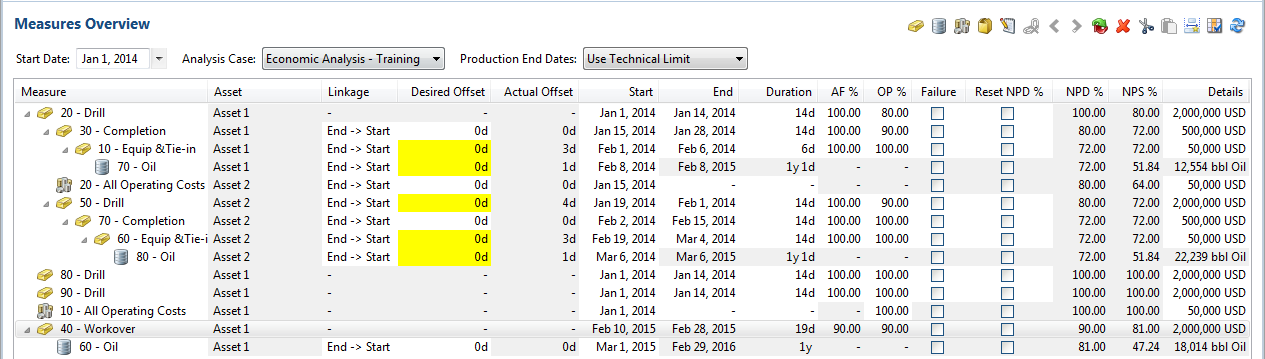 Measures Overview
Start Date: Jan 1, 2014 Analysis Case: Economic Analysis - Training Production End Dates: Use Technical Limit
Measure Asset Linkage Desired Offset Actual Offset Start End Duration AF % OP % Failure Reset NPD % NPD % NPS % Details
20 - Drill Asset 1 - - - Jan 1, 2014 Jan 14, 2014 14d 100.00 80.00 100.00 80.00 2,000,000 USD
30 - Completion Asset 1 End -> Start 0d 0d Jan 15, 2014 Jan 28, 2014 14d 100.00 90.00 80.00 72.00 500,000 USD
10 - Equip &Tie-in Asset 1 End -> Start 0d 3d Feb 1, 2014 Feb 6, 2014 6d 100.00 100.00 72.00 72.00 50,000 USD
70 - Oil Asset 1 End -> Start 0d 1d Feb 8, 2014 Feb 8, 2015 1y 1d - - 72.00 51.84 12,554 bbl Oil
20 - All Operating Costs Asset 2 End -> Start 0d 0d Jan 15, 2014 - - - - 80.00 64.00 50,000 USD
50 - Drill Asset 2 End -> Start 0d 4d Jan 19, 2014 Feb 1, 2014 14d 100.00 90.00 80.00 72.00 2,000,000 USD
70 - Completion Asset 2 End -> Start 0d 0d Feb 2, 2014 Feb 15, 2014 14d 100.00 100.00 72.00 72.00 500,000 USD
60 - Equip &Tie-i Asset 2 End -> Start 0d 3d Feb 19, 2014 Mar 4, 2014 14d 100.00 100.00 72.00 72.00 50,000 USD
80 - Oil Asset 2 End -> Start 0d 1d Mar 6, 2014 Mar 6, 2015 1y 1d - - 72.00 51.84 22,239 bbl Oil
80 - Drill Asset 1 - - - Jan 1, 2014 Jan 14, 2014 14d 100.00 100.00 100.00 100.00 2,000,000 USD
90 - Drill Asset 1 - - - Jan 1, 2014 Jan 14, 2014 14d 100.00 100.00 100.00 100.00 2,000,000 USD
10 - All Operating Costs Asset 1 - - - Jan 1, 2014 - - - 100.00 100.00 100.00 50,000 USD
40 - Workover Asset 1 - - - Feb 10, 2015 Feb 28, 2015 19d 90.00 90.00 90.00 81.00 2,000,000 USD
60 - Oil Asset 1 End -> Start 0d 0d Mar 1, 2015 Feb 29, 2016 1y - - 81.00 47.24 18,014 bbl Oil